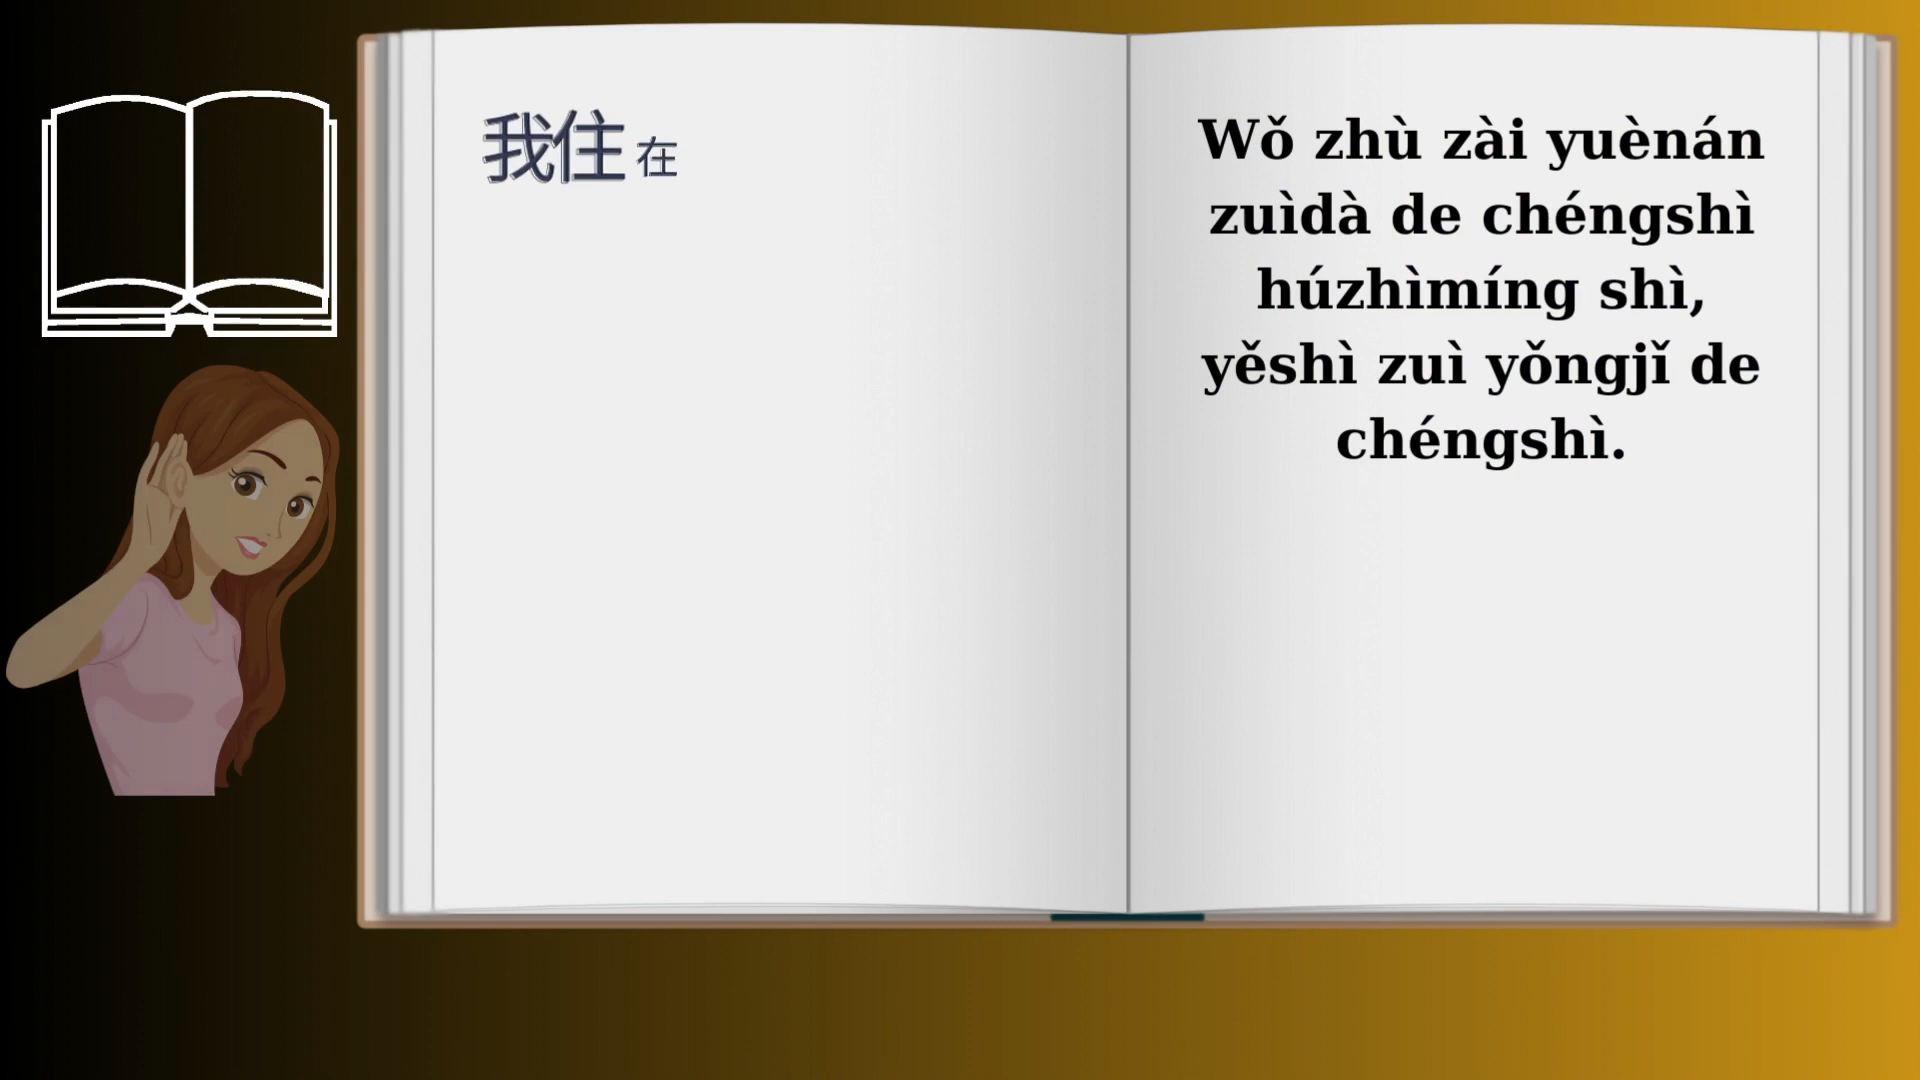 我住在
Wǒ zhù zài yuènán
zuìdà de chéngshì
húzhìmíng shì,
yěshì zuì yǒngjǐ de
chéngshì.